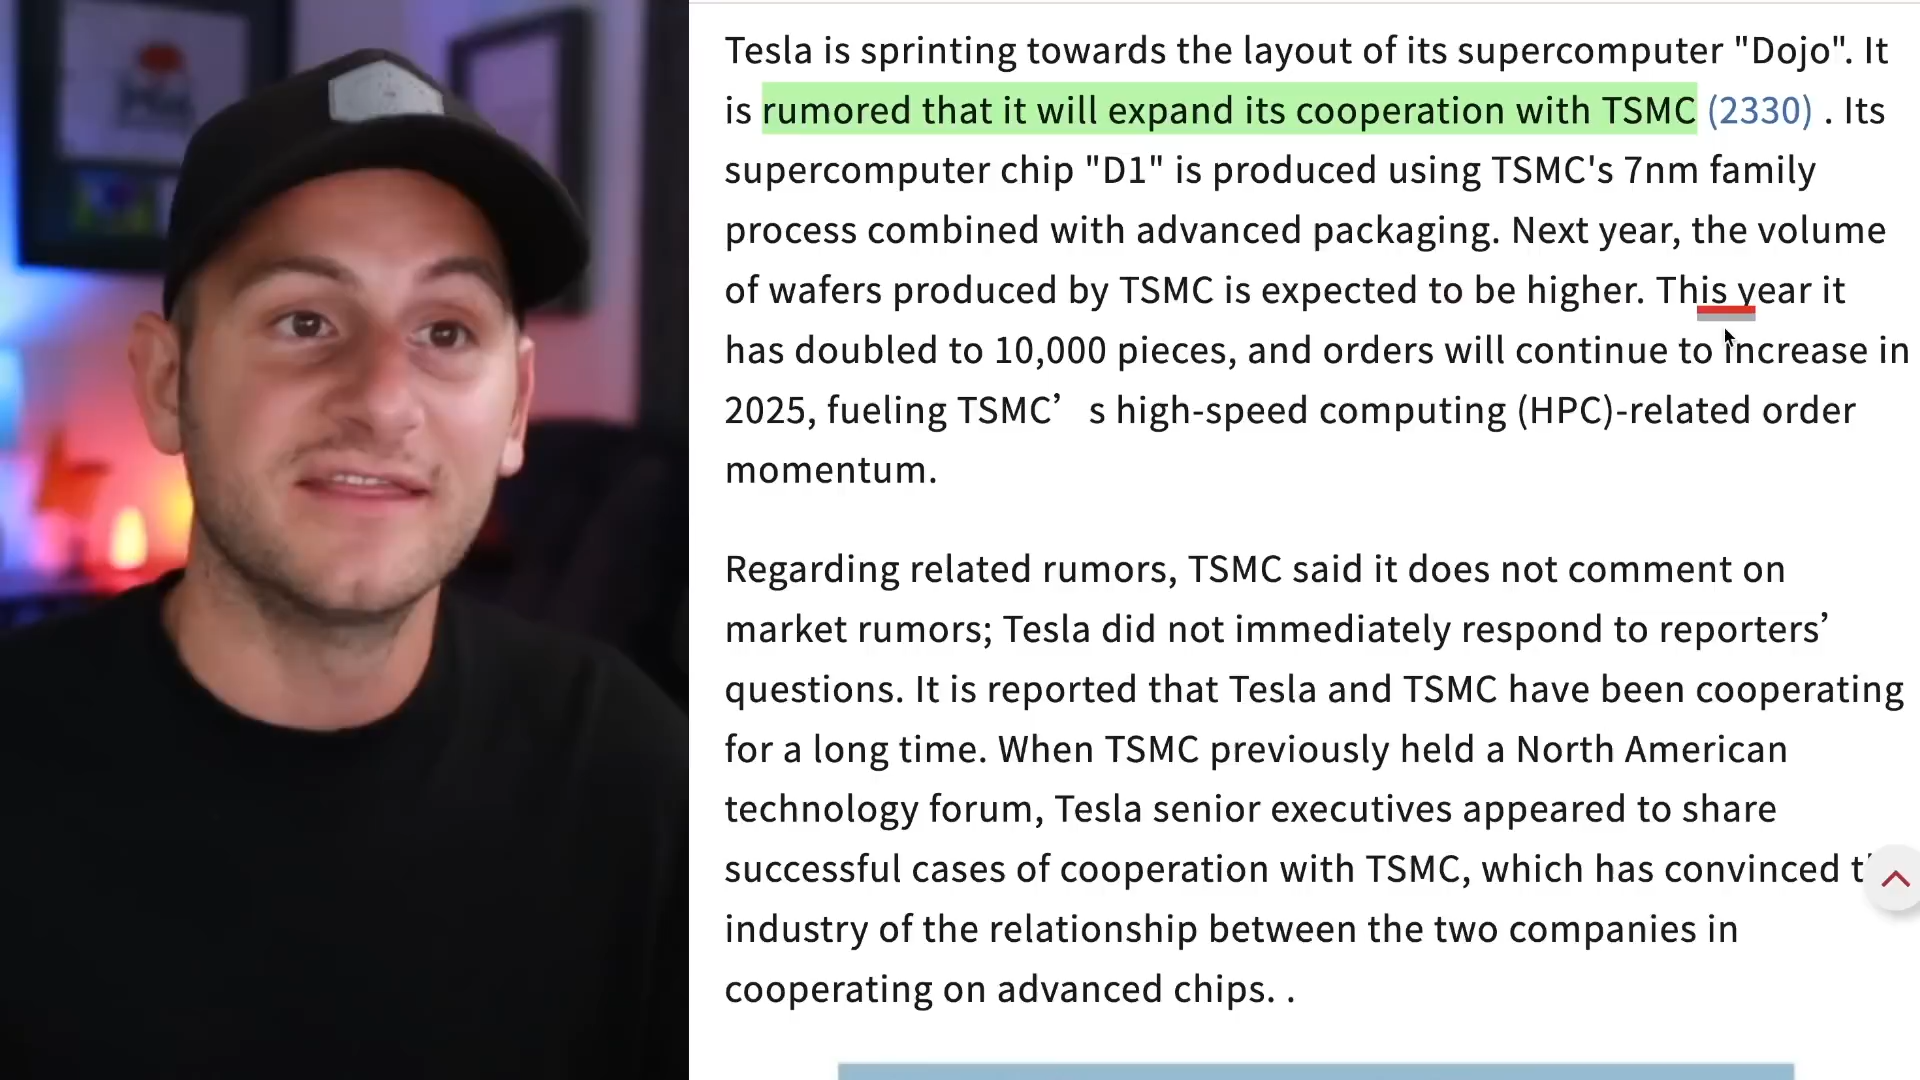 Tesla is sprinting towards the layout of its supercomputer "Dojo". It
is rumored that it will expand its cooperation with TSMC (2330) . Its
supercomputer chip "D1" is produced using TSMC's 7nm family
process combined with advanced packaging. Next year, the volume
of wafers produced by TSMC is expected to be higher. This year it
has doubled to 10,000 pieces, and orders will continue to increase in
2025, fueling TSMC’ s high-speed computing (HPC)-related order
momentum.
Regarding related rumors, TSMC said it does not comment on
market rumors; Tesla did not immediately respond to reporters’
questions. It is reported that Tesla and TSMC have been cooperating
for a long time. When TSMC previously held a North American
technology forum, Tesla senior executives appeared to share
successful cases of cooperation with TSMC, which has convinced
industry of the relationship between the two companies in
cooperating on advanced chips. .